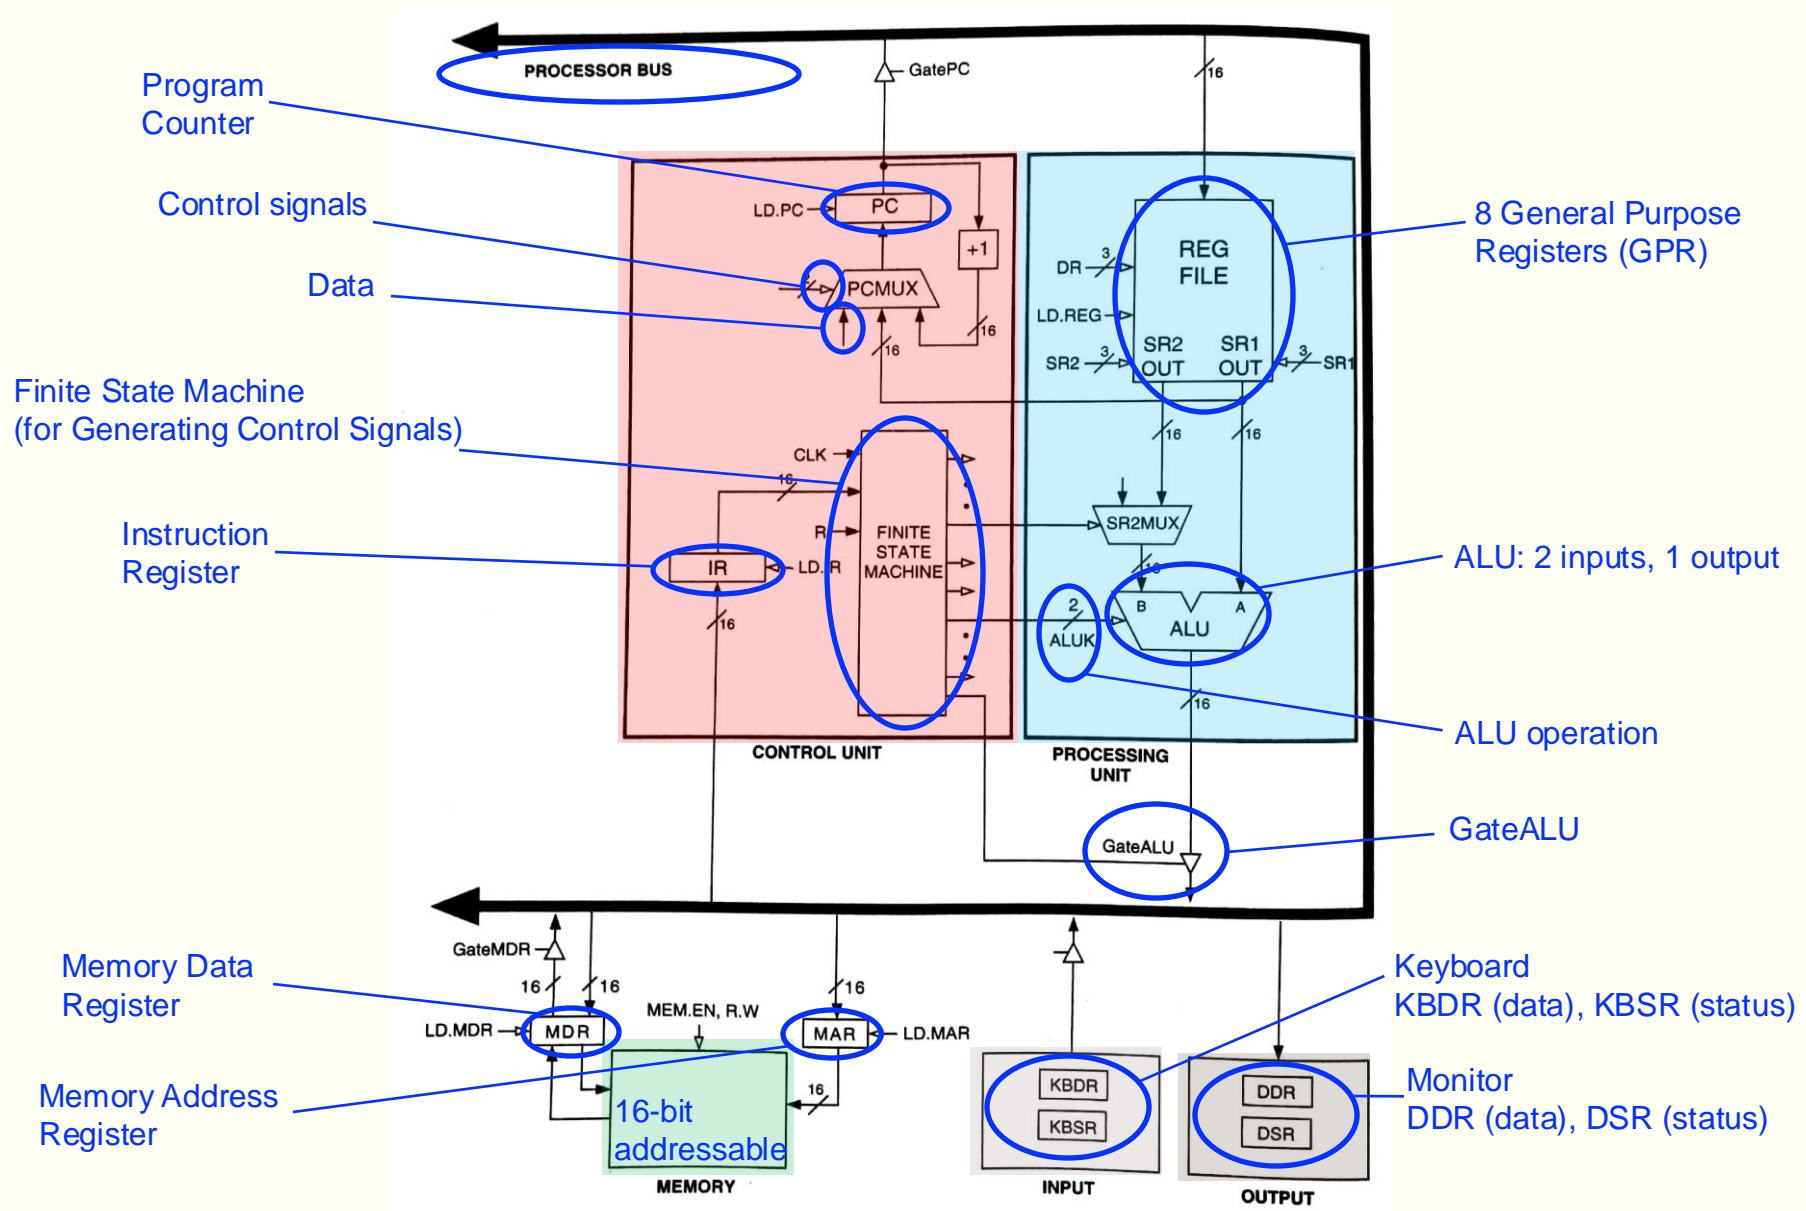 PROCESSOR BUS
GatePC
16
Program
Counter
Control signals
LD.PC
PC
+1
PCMUX
Data
16
16
8 General Purpose
Registers (GPR)
REG
FILE
DR
3
LD.REG
SR2
3
SR2
OUT
SR1
OUT
3
SR1
16
16
Finite State Machine
(for Generating Control Signals)
CLK
16
R
FINITE
STATE
MACHINE
Instruction
Register
IR
LD.IR
16
SR2MUX
16
ALU: 2 inputs, 1 output
B
A
ALU
2
ALUK
16
ALU operation
CONTROL UNIT
PROCESSING
UNIT
GateALU
GateALU
GateMDR
16
16
16
Memory Data
Register
LD.MDR
MDR
MEM.EN, R.W
MAR
LD.MAR
Memory Address
Register
16
16-bit
addressable
MEMORY
Keyboard
KBDR (data), KBSR (status)
KBDR
KBSR
INPUT
Monitor
DDR (data), DSR (status)
DDR
DSR
OUTPUT